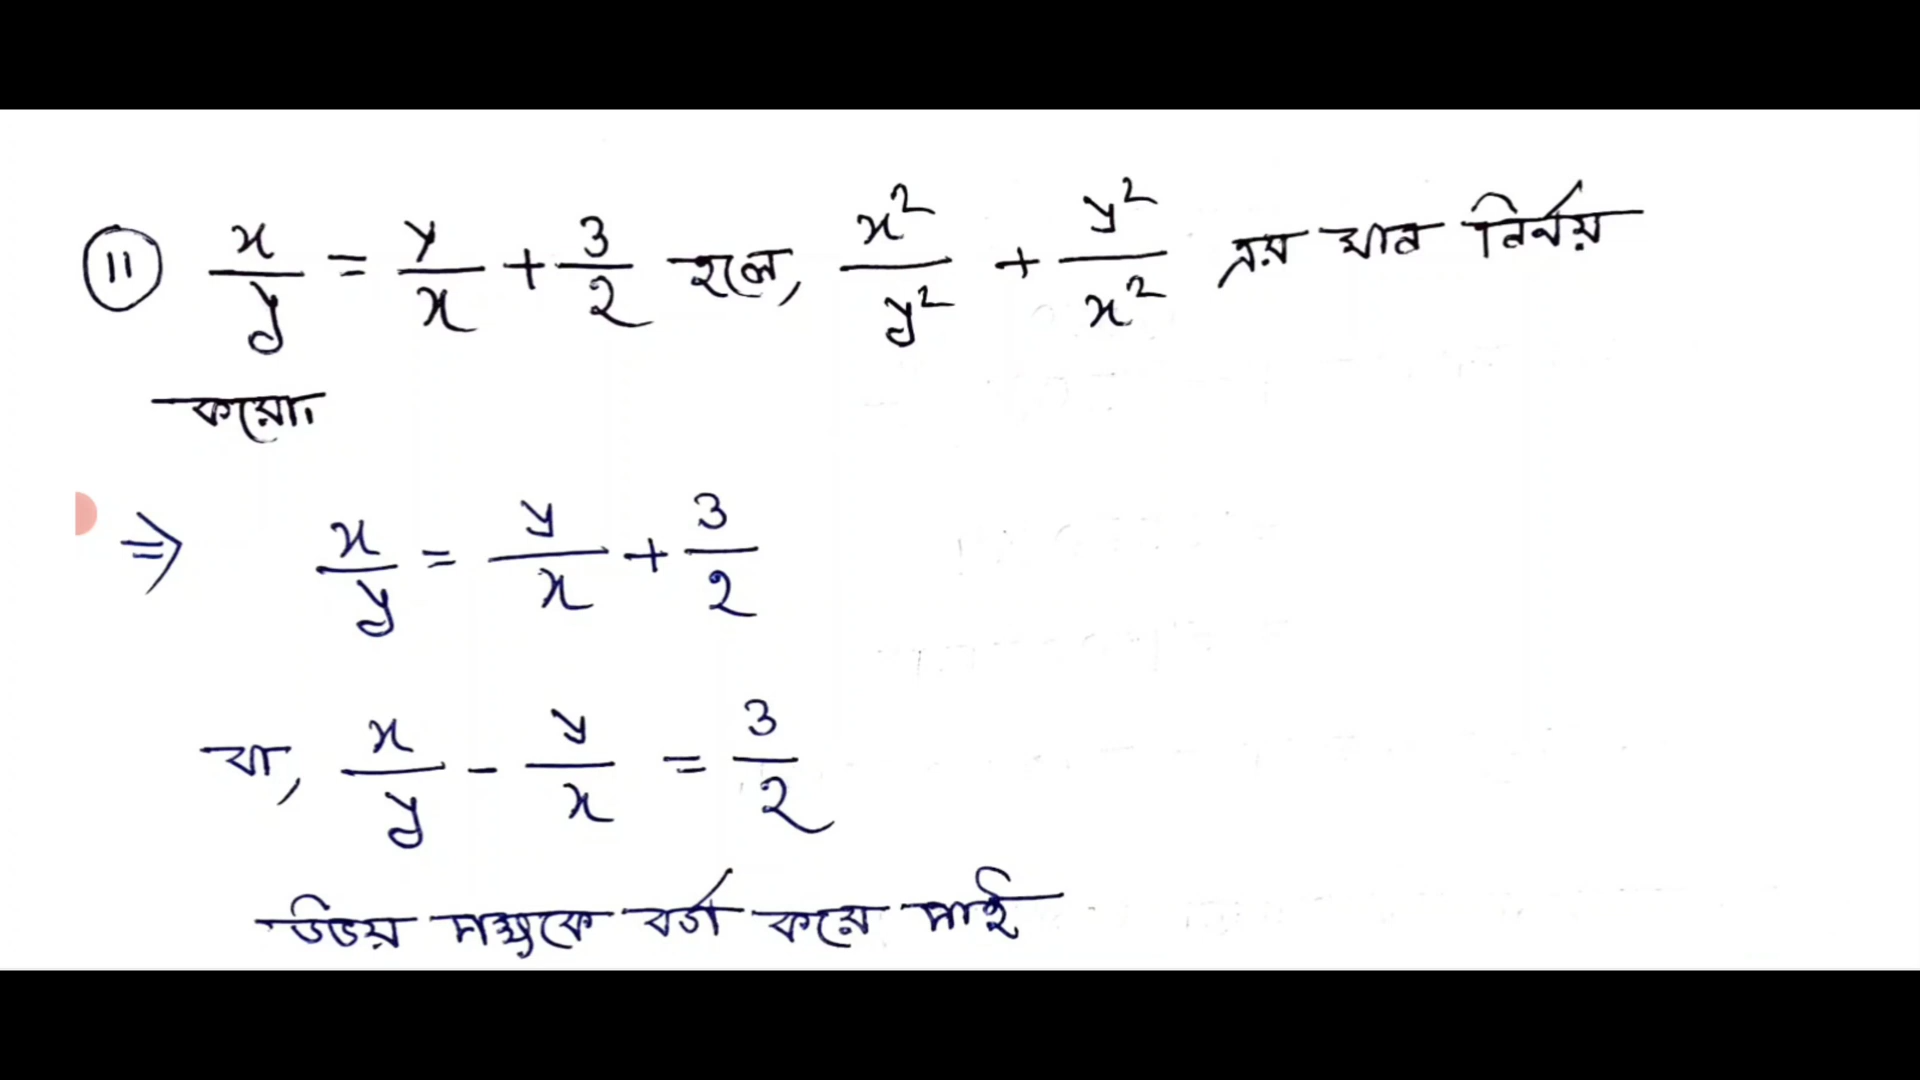 11 x/y = y/x + 3/2 হলে, x²/y² + y²/x² এর মান নির্নয়
করো।
⇒ x/y = y/x + 3/2
বা, x/y - y/x = 3/2
উভয় পক্ষকে বর্গ করে পাই